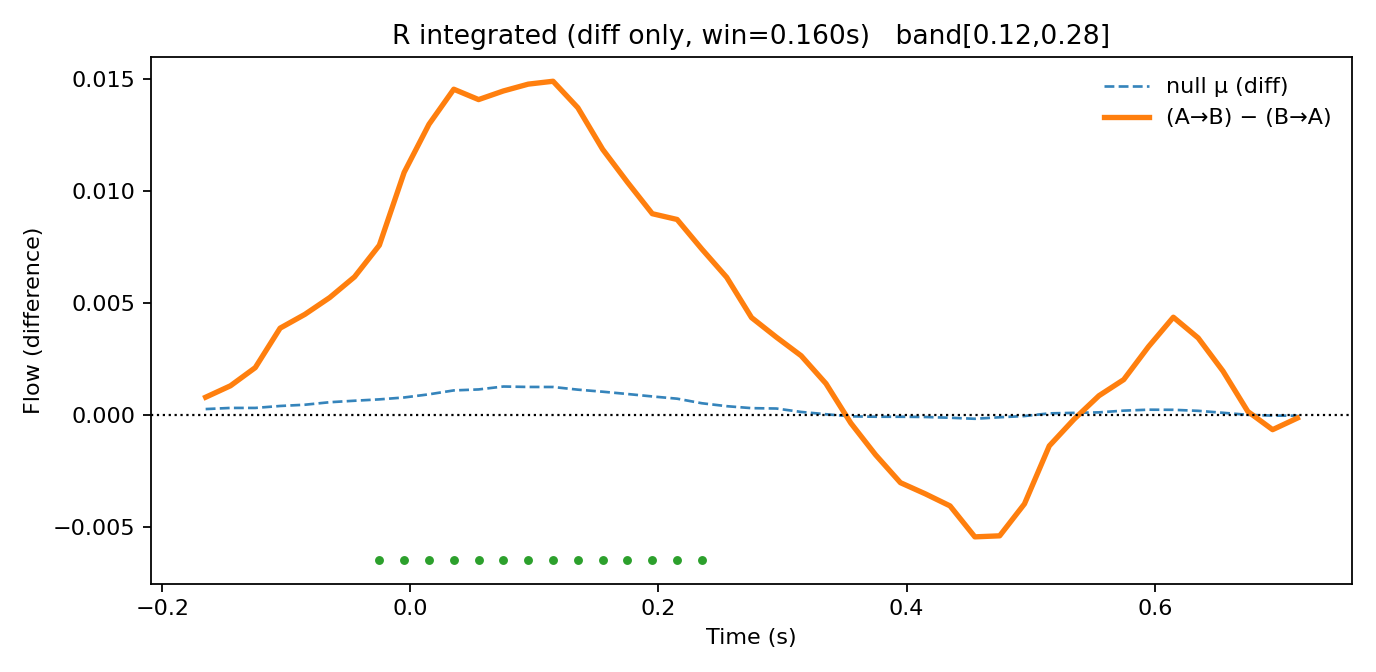 R integrated (diff only, win=0.160s)   band[0.12,0.28]
null μ (diff)
(A→B) − (B→A)
Flow (difference)
0.015
0.010
0.005
0.000
−0.005
−0.2
0.0
0.2
0.4
0.6
Time (s)